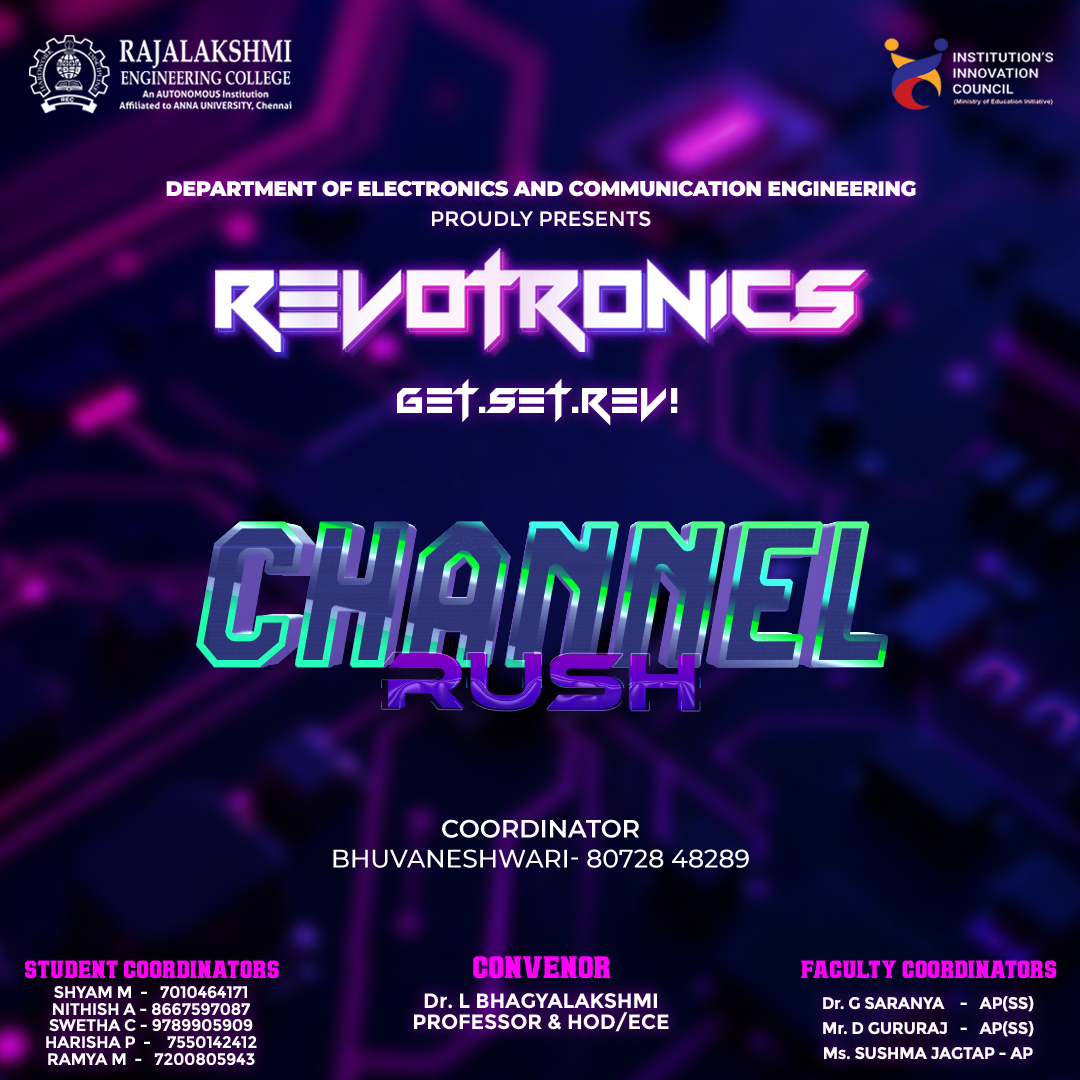 RAJALAKSHMI
ENGINEERING COLLEGE
An AUTONOMOUS Institution
Affiliated to ANNA UNIVERSITY, Chennai
REC
INSTITUTION'S
INNOVATION
COUNCIL
(Ministry of Education Initiative)
DEPARTMENT OF ELECTRONICS AND COMMUNICATION ENGINEERING
PROUDLY PRESENTS
REVOTRONICS
GET.SET.REV!
CHANNEL
RUSH
COORDINATOR
BHUVANESHWARI- 80728 48289
STUDENT COORDINATORS
SHYAM M - 7010464171
NITHISH A - 8667597087
SWETHA C - 9789905909
HARISHA P - 7550142412
RAMYA M - 7200805943
CONVENOR
Dr. L BHAGYALAKSHMI
PROFESSOR & HOD/ECE
FACULTY COORDINATORS
Dr. G SARANYA - AP(SS)
Mr. D GURURAJ - AP(SS)
Ms. SUSHMA JAGTAP - AP